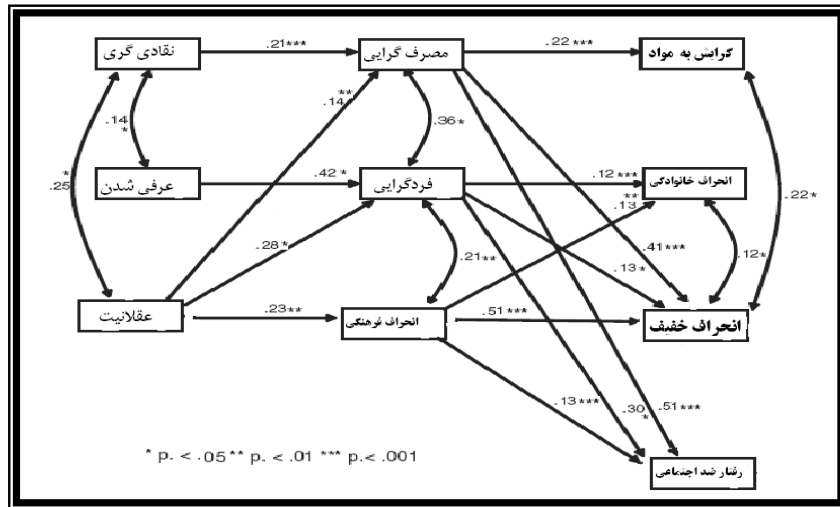 نقادی گری
.21***
مصرف گرایی
.22***
گرایش به مواد
.14
*
**
.14
.36*
*
.25
عرفی شدن
.42*
فردگرایی
.12***
انحراف خانوادگی
**
.13
.22*
.28*
.21**
.41***
.13*
.12*
عقلانیت
.23**
انحراف فرهنگی
.51***
انحراف خفیف
.13***
.30
*
.51***
* p. < .05 ** p. < .01 *** p.< .001
رفتار ضد اجتماعی